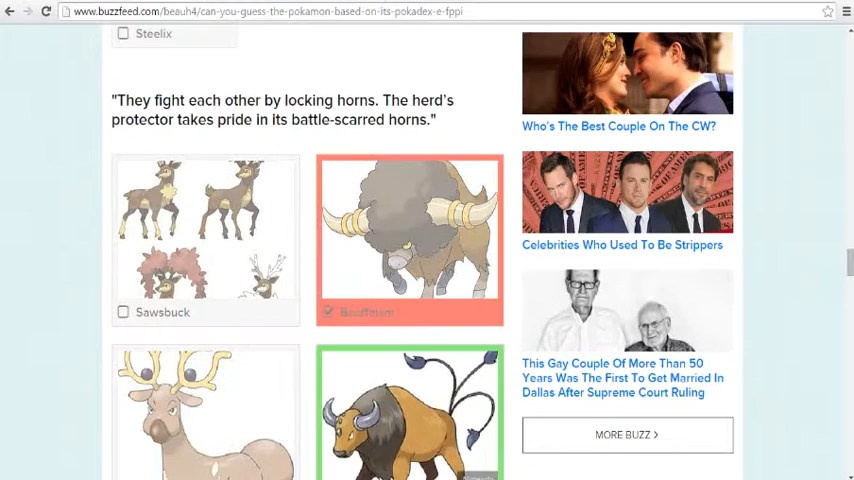 www.buzzfeed.com/beauh4/can-you-guess-the-pokamon-based-on-its-pokadex-e-fppi
Steelix
"They fight each other by locking horns. The herd's
protector takes pride in its battle-scarred horns."
Sawsbuck
Bouffalant
Who's The Best Couple On The CW?
Celebrities Who Used To Be Strippers
This Gay Couple Of More Than 50
Years Was The First To Get Married In
Dallas After Supreme Court Ruling
MORE BUZZ >